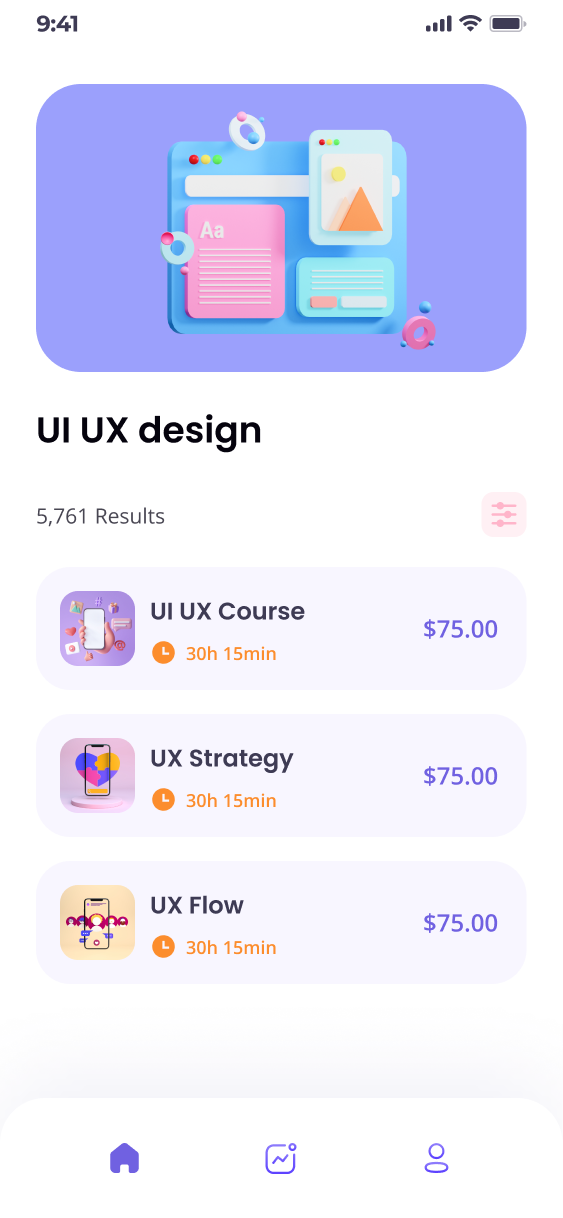 9:41
Aa
UI UX design
5,761 Results
UI UX Course
30h 15min
$75.00
UX Strategy
30h 15min
$75.00
UX Flow
30h 15min
$75.00